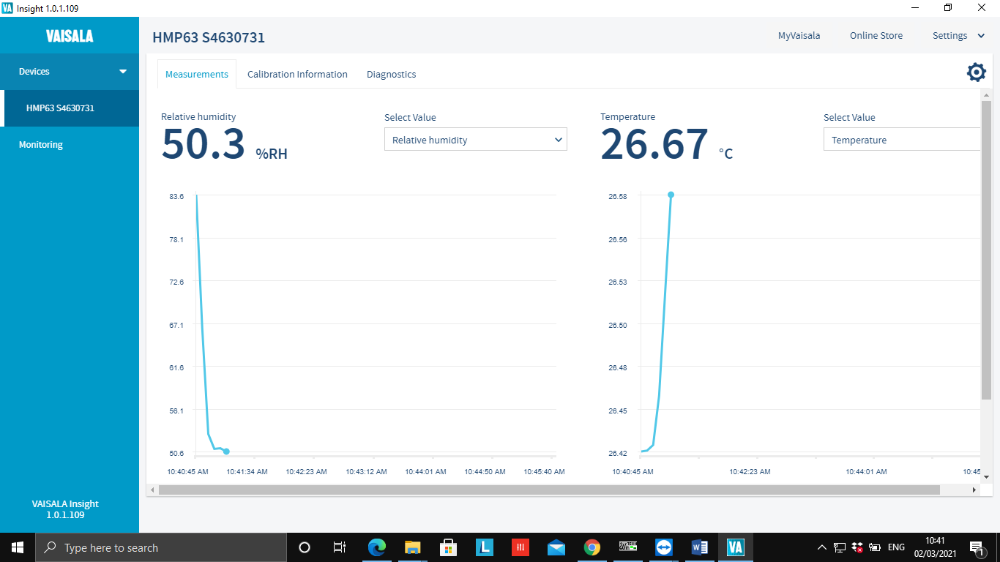 VA Insight 1.0.1.109
VAISALA
HMP63 S4630731
MyVaisala
Online Store
Settings
Devices
HMP63 S4630731
Monitoring
Measurements
Calibration Information
Diagnostics
Relative humidity
50.3 %RH
Select Value
Relative humidity
Temperature
26.67 °C
Select Value
Temperature
83.6
78.1
72.6
67.1
61.6
56.1
50.6
10:40:45 AM 10:41:34 AM 10:42:23 AM 10:43:12 AM 10:44:01 AM 10:44:50 AM 10:45:40 AM
26.58
26.56
26.53
26.50
26.48
26.45
26.42
10:40:45 AM 10:42:23 AM 10:44:01 AM 10:45
VAISALA Insight
1.0.1.109
Type here to search
L
VA
ENG
10:41
02/03/2021
1